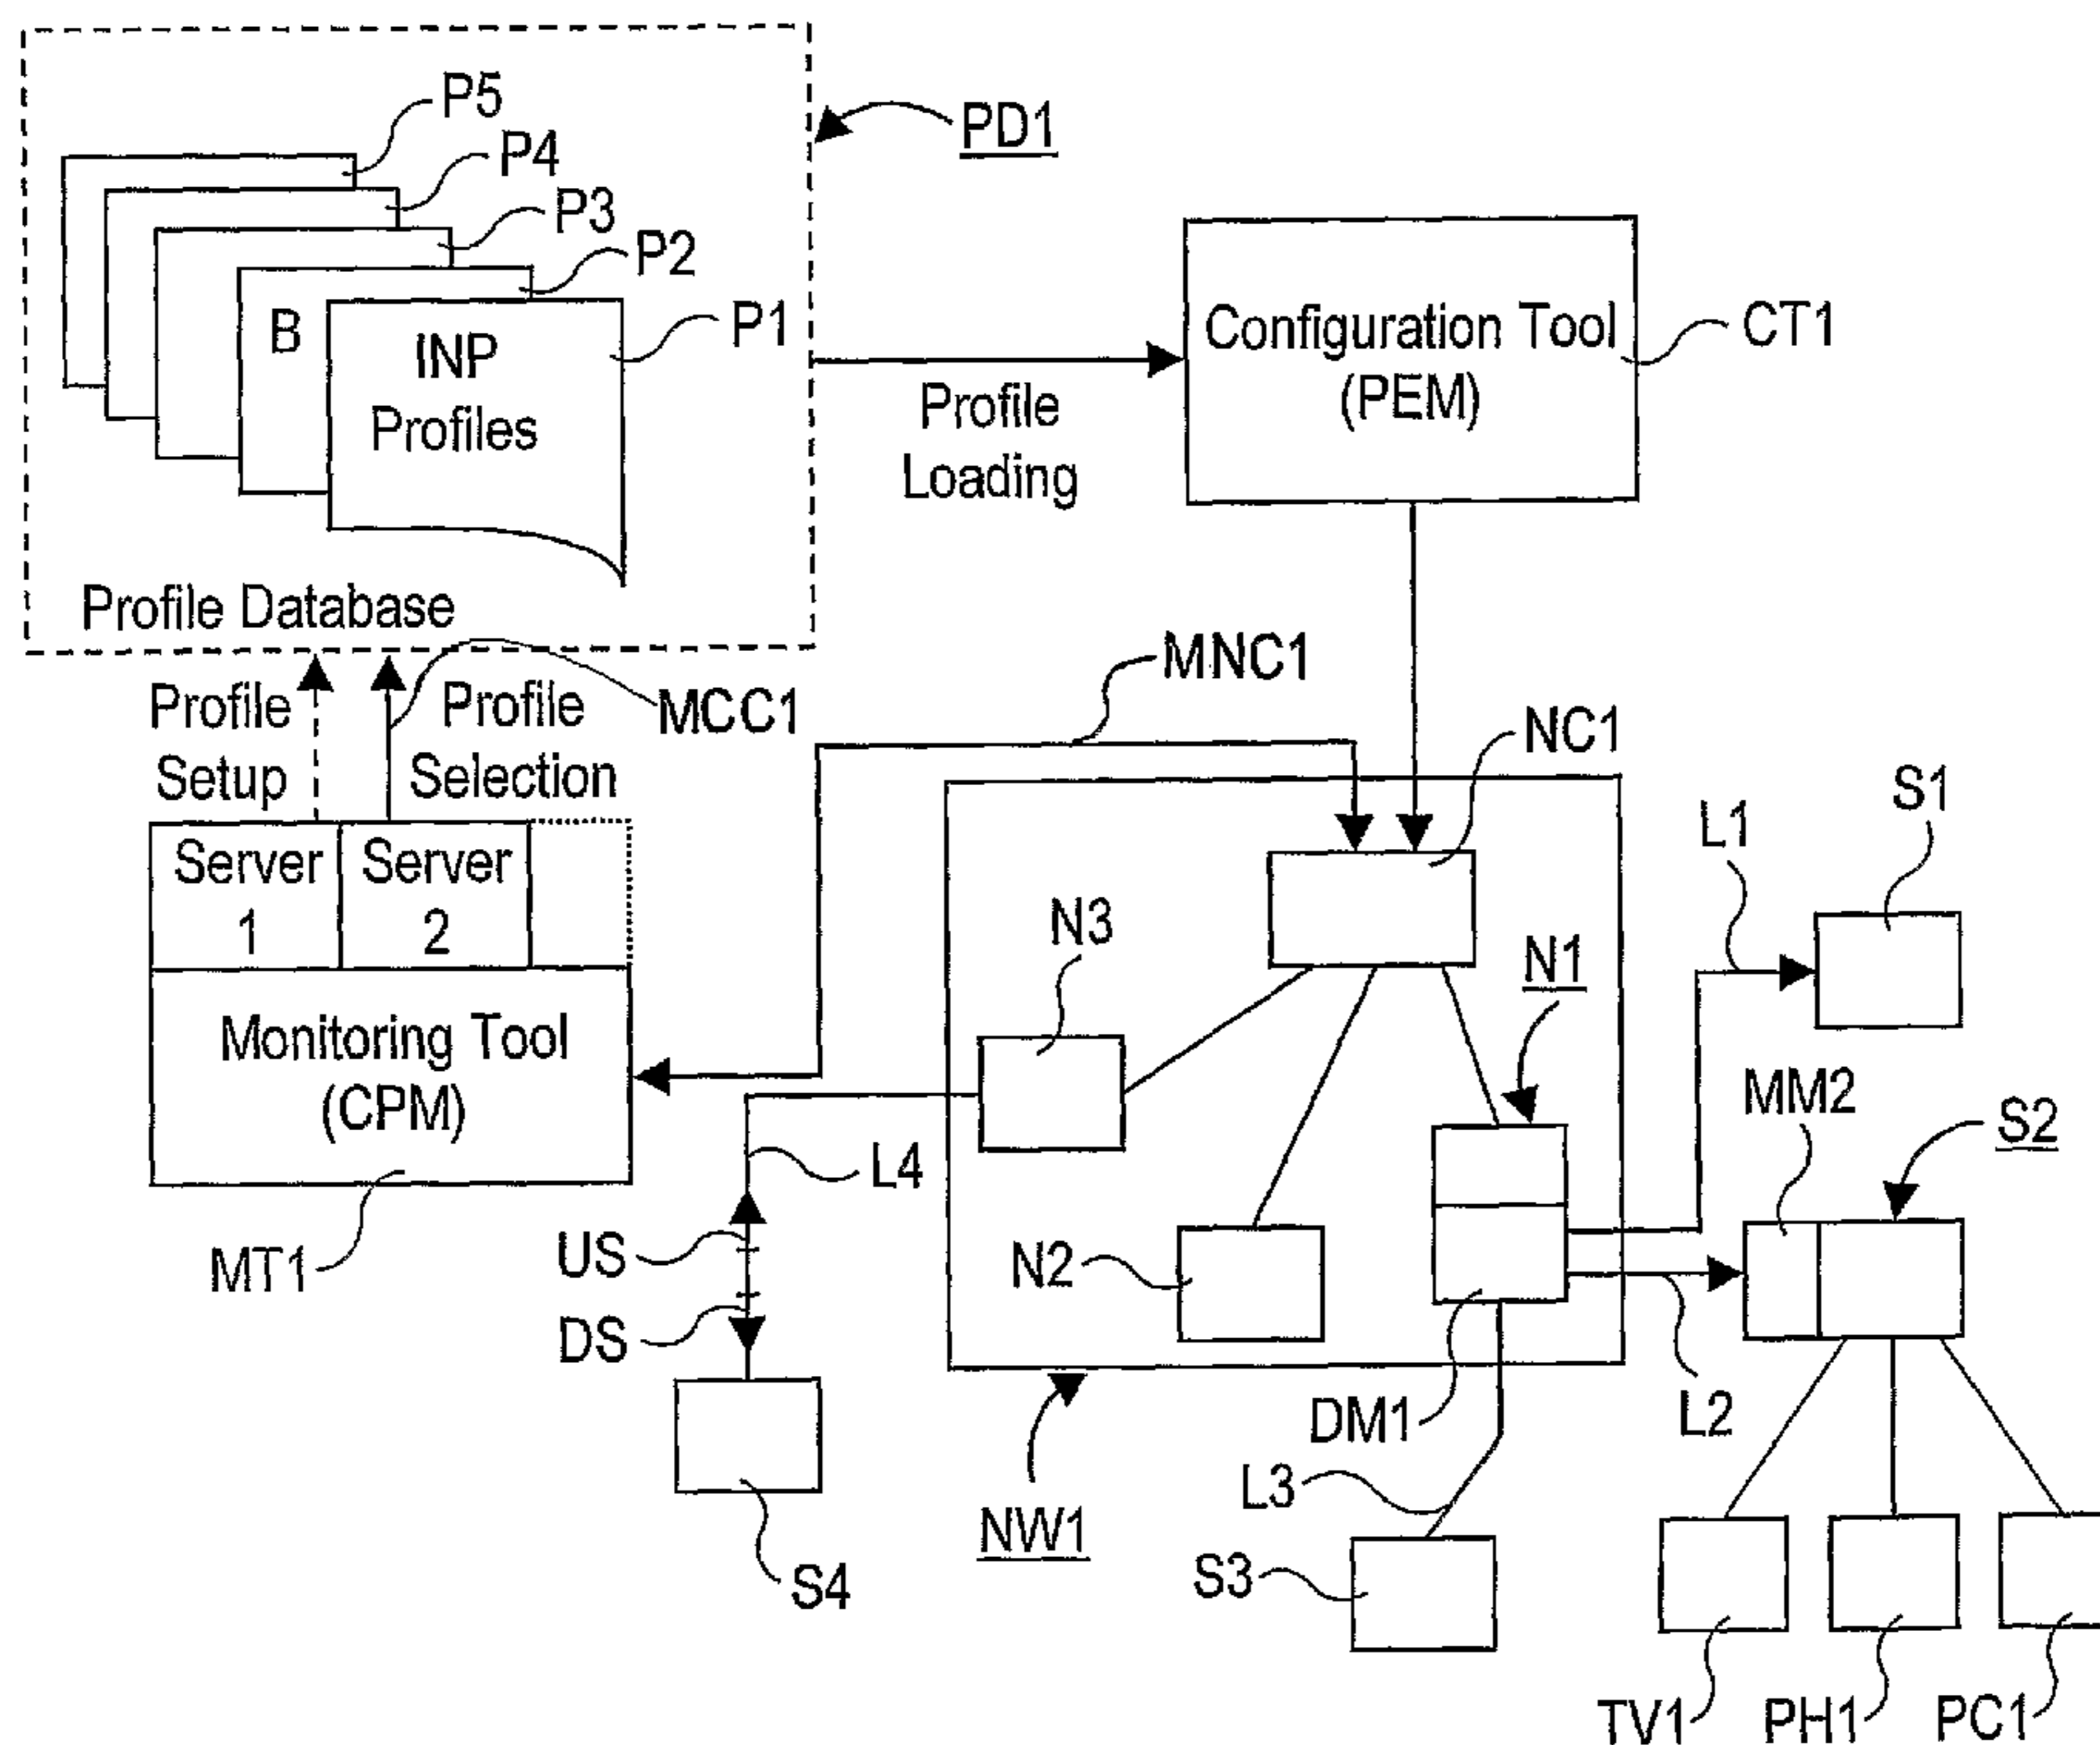 P5
P4
P3
P2
P1
B
INP
Profiles
Profile Database
PD1
Profile
Loading
Configuration Tool
(PEM)
CT1
Profile
Setup
Profile
Selection
MCC1
MNC1
NC1
Server
1
Server
2
Monitoring Tool
(CPM)
MT1
N3
N1
N2
L1
S1
MM2
S2
L4
US
DS
S4
DM1
L2
L3
S3
NW1
TV1
PH1
PC1